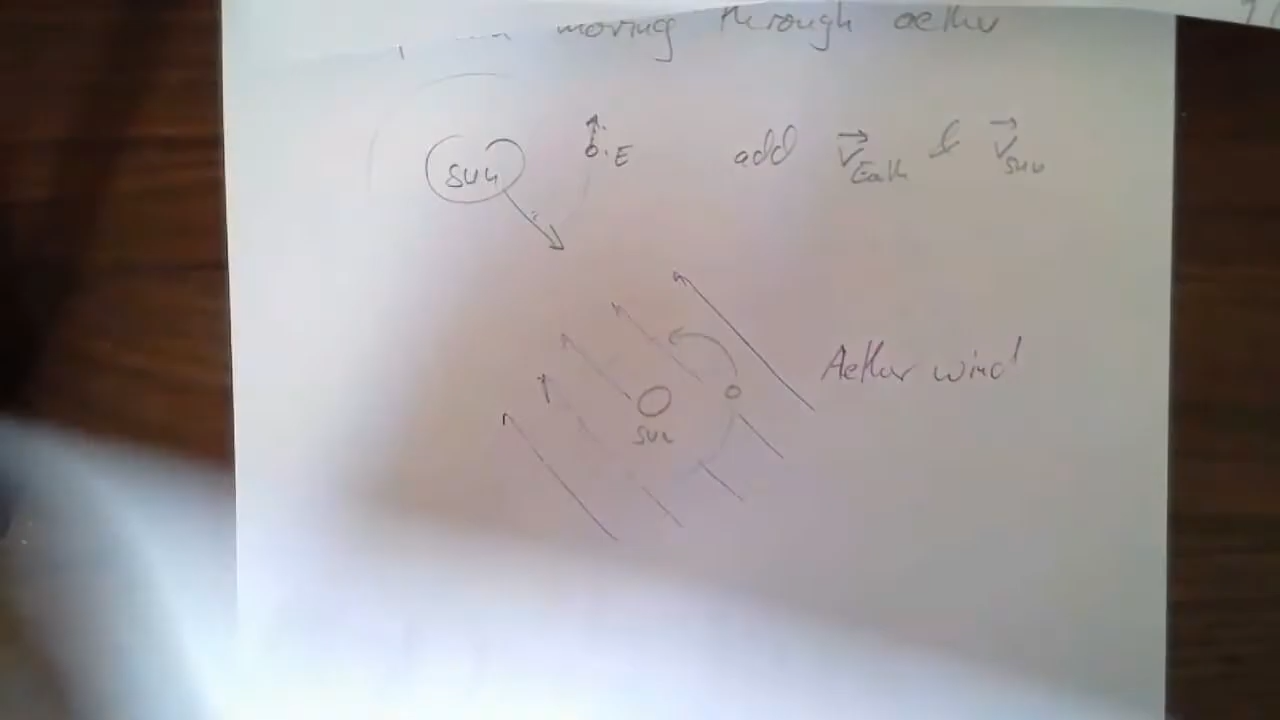 moving through aether
sun E add v⃗Earth & v⃗sun
Aether wind
sun